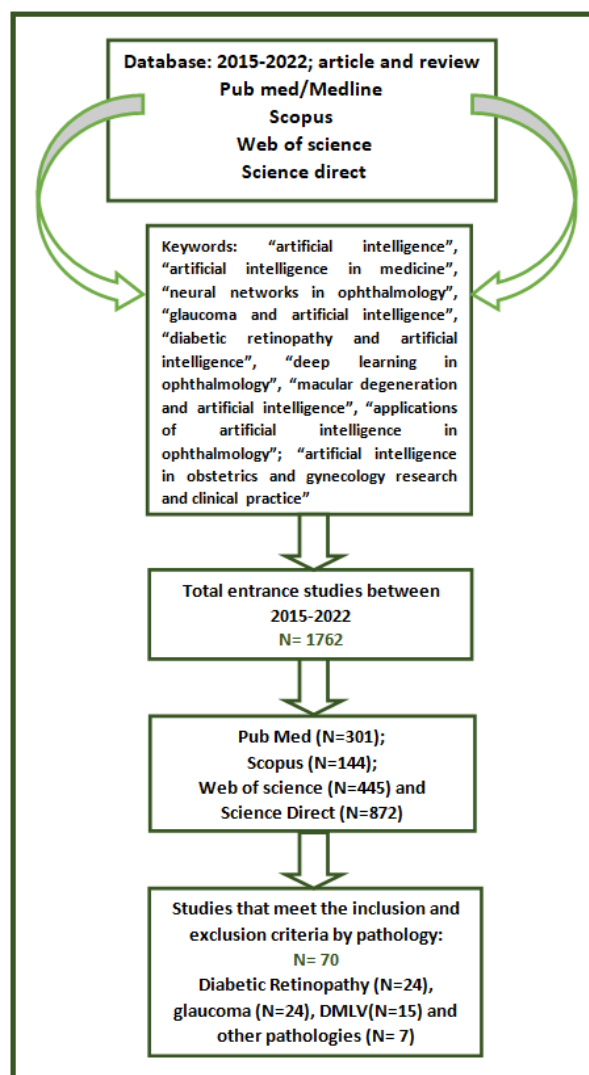 Database: 2015-2022; article and review
Pub med/Medline
Scopus
Web of science
Science direct
Keywords: “artificial intelligence”,
“artificial intelligence in medicine”,
“neural networks in ophthalmology”,
“glaucoma and artificial intelligence”,
“diabetic retinopathy and artificial
intelligence”, “deep learning in
ophthalmology”, “macular degeneration
and artificial intelligence”, “applications
of artificial intelligence in
ophthalmology”; “artificial intelligence
in obstetrics and gynecology research
and clinical practice”
Total entrance studies between
2015-2022
N= 1762
Pub Med (N=301);
Scopus (N=144);
Web of science (N=445) and
Science Direct (N=872)
Studies that meet the inclusion and
exclusion criteria by pathology:
N= 70
Diabetic Retinopathy (N=24),
glaucoma (N=24), DMLV(N=15) and
other pathologies (N= 7)